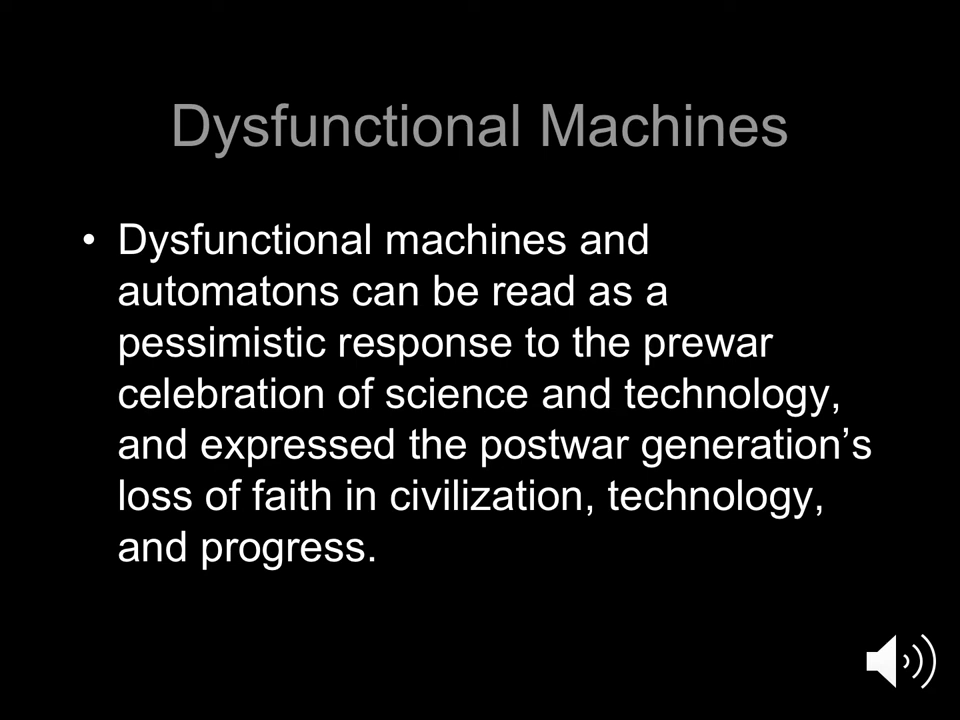 Dysfunctional Machines
• Dysfunctional machines and
automatons can be read as a
pessimistic response to the prewar
celebration of science and technology,
and expressed the postwar generation’s
loss of faith in civilization, technology,
and progress.